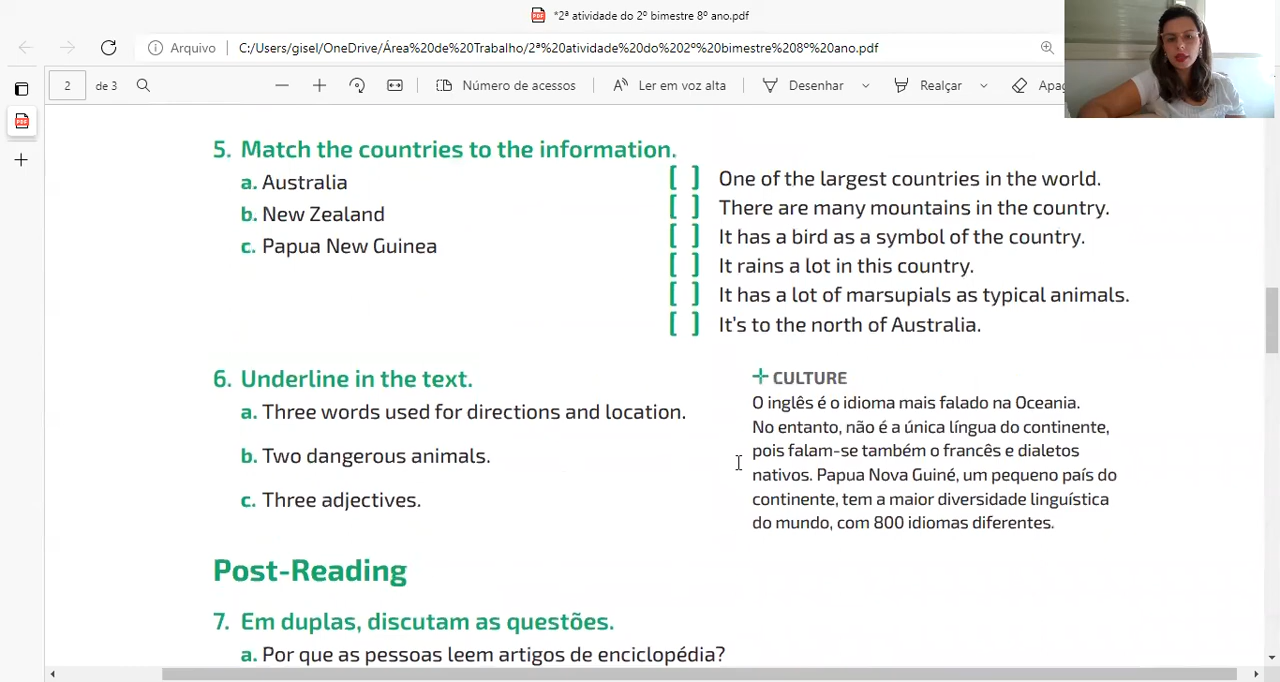 *2ª atividade do 2º bimestre 8º ano.pdf
Arquivo C:/Users/gisel/OneDrive/Área%20de%20Trabalho/2ª%20atividade%20do%202º%20bimestre%208º%20ano.pdf
2 de 3 Número de acessos Ler em voz alta Desenhar Realçar Apag
5. Match the countries to the information.
a. Australia
b. New Zealand
c. Papua New Guinea
[ ] One of the largest countries in the world.
[ ] There are many mountains in the country.
[ ] It has a bird as a symbol of the country.
[ ] It rains a lot in this country.
[ ] It has a lot of marsupials as typical animals.
[ ] It's to the north of Australia.
6. Underline in the text.
a. Three words used for directions and location.
b. Two dangerous animals.
c. Three adjectives.
CULTURE
O inglês é o idioma mais falado na Oceania.
No entanto, não é a única língua do continente,
pois falam-se também o francês e dialetos
nativos. Papua Nova Guiné, um pequeno país do
continente, tem a maior diversidade linguística
do mundo, com 800 idiomas diferentes.
Post-Reading
7. Em duplas, discutam as questões.
a. Por que as pessoas leem artigos de enciclopédia?